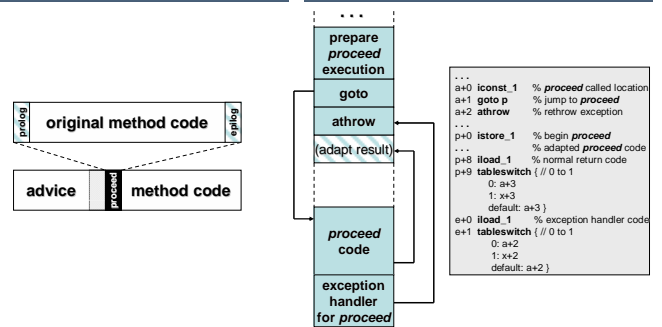 prolog
original method code
epilog
advice
proceed
method code
. . .
prepare
proceed
execution
goto
athrow
(adapt result)
proceed
code
exception
handler
for proceed
. . .
a+0 iconst_1 % proceed called location
a+1 goto p % jump to proceed
a+2 athrow % rethrow exception
. . .
p+0 istore_1 % begin proceed
. . . % adapted proceed code
p+8 iload_1 % normal return code
p+9 tableswitch { // 0 to 1
0: a+3
1: x+3
default: a+3 }
e+0 iload_1 % exception handler code
e+1 tableswitch { // 0 to 1
0: a+2
1: x+2
default: a+2 }